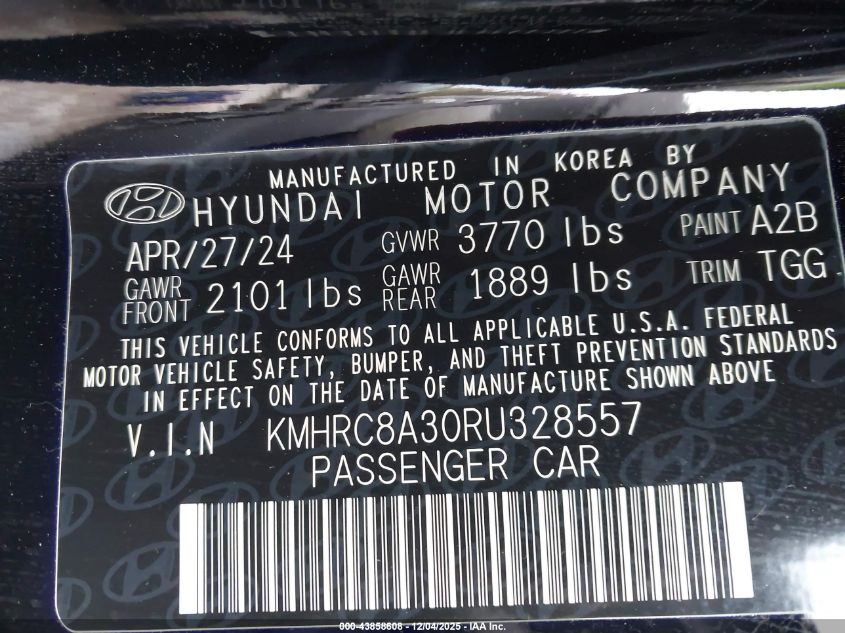 MANUFACTURED IN KOREA BY
HYUNDAI MOTOR COMPANY
APR/27/24 GVWR 3770 lbs PAINT A2B
GAWR FRONT 2101 lbs GAWR REAR 1889 lbs TRIM TGG
THIS VEHICLE CONFORMS TO ALL APPLICABLE U.S.A. FEDERAL
MOTOR VEHICLE SAFETY, BUMPER, AND THEFT PREVENTION STANDARDS
IN EFFECT ON THE DATE OF MANUFACTURE SHOWN ABOVE
V.I.N KMHRC8A30RU328557
PASSENGER CAR
000-43858608 - 12/04/2025 - IAA Inc.